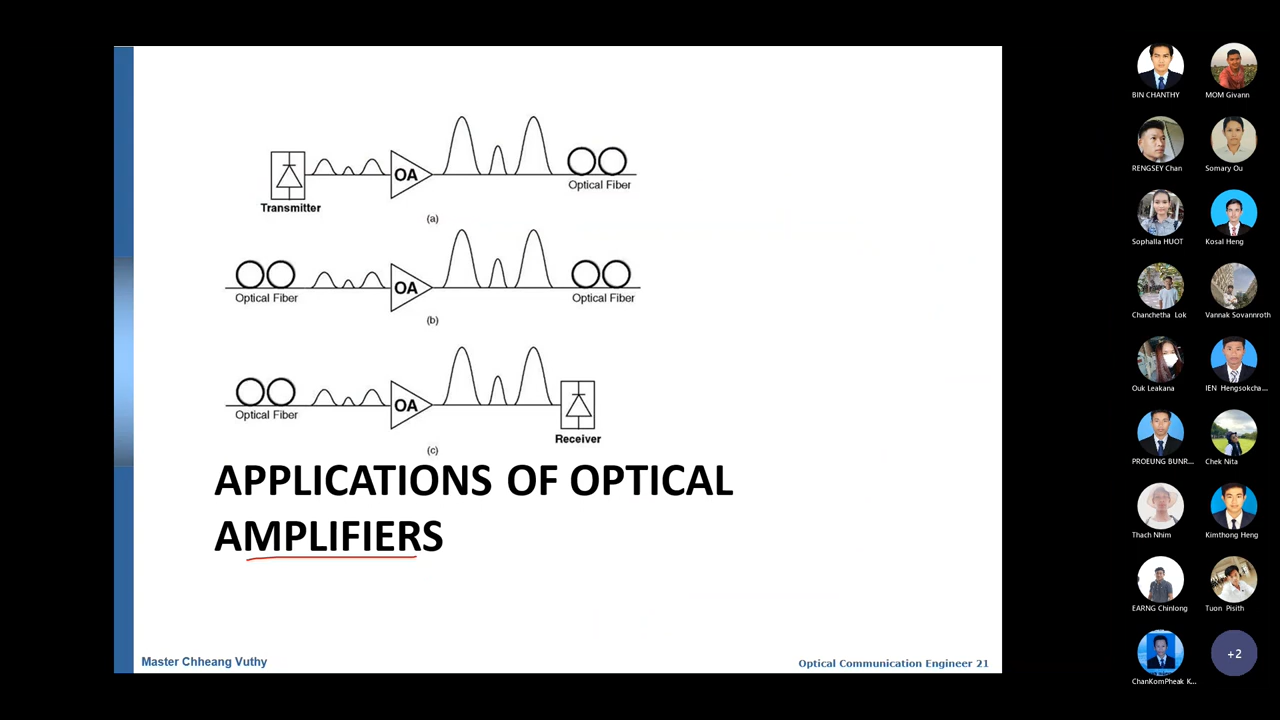 OA
Optical Fiber
Transmitter
(a)
OA
Optical Fiber
Optical Fiber
(b)
OA
Optical Fiber
Receiver
(c)
APPLICATIONS OF OPTICAL
AMPLIFIERS
Master Chheang Vuthy
Optical Communication Engineer 21
BIN CHANTHY
MOM Givann
RENGSEY Chan
Somary Ou
Sophalla HUOT
Kosal Heng
Chanchetha Lok
Vannak Sovannroth
Ouk Leakana
IEN Hengsokcha...
PROEUNG BUNR...
Chek Nita
Thach Nhim
Kimthong Heng
EARNG Chinlong
Tuon Pisith
ChanKomPheak K...
+2